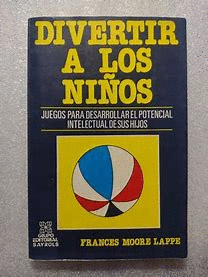 DIVERTIR
A LOS
NIÑOS
JUEGOS PARA DESARROLLAR EL POTENCIAL
INTELECTUAL DE SUS HIJOS
GRUPO
EDITORIAL
SAYROLS
FRANCES MOORE LAPPE